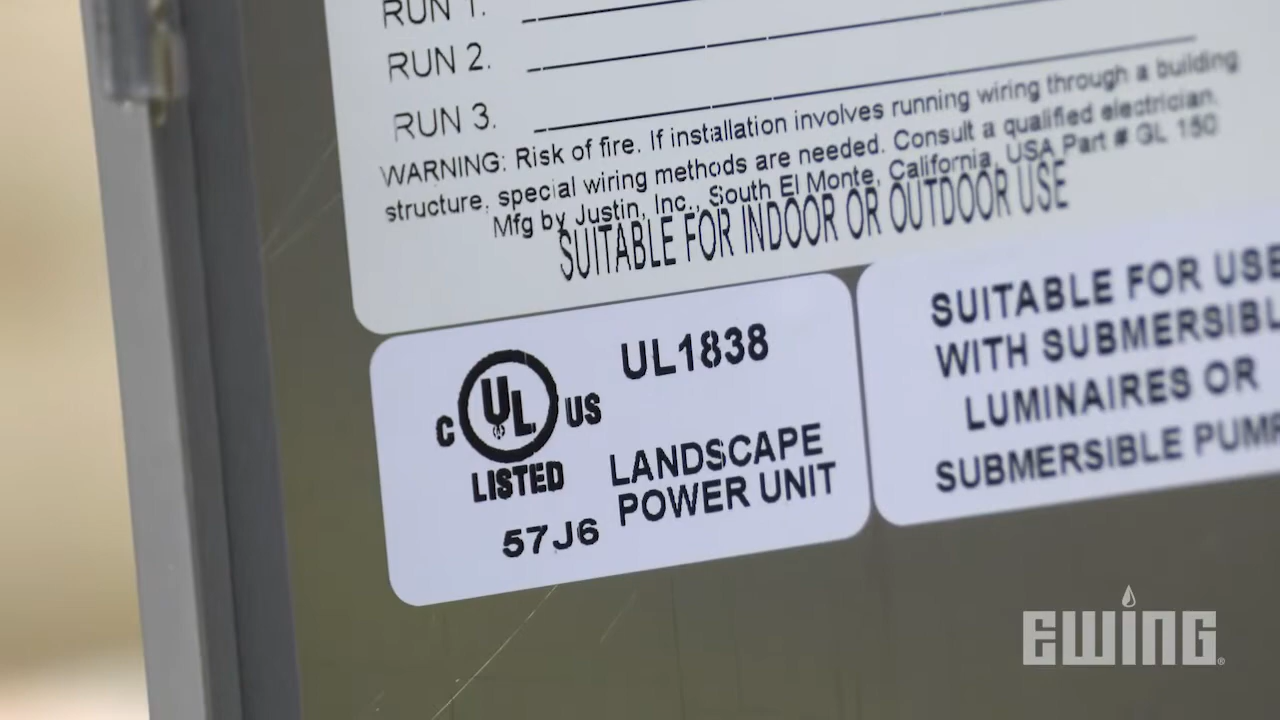 RUN 1.
RUN 2.
RUN 3.
WARNING: Risk of fire. If installation involves running wiring through a building
structure, special wiring methods are needed. Consult a qualified electrician.
Mfg by Justin, Inc., South El Monte, California, USA Part # GL 150
SUITABLE FOR INDOOR OR OUTDOOR USE
UL1838
C UL US
LISTED
LANDSCAPE
POWER UNIT
57J6
SUITABLE FOR USE
WITH SUBMERSIBL
LUMINAIRES OR
SUBMERSIBLE PUMP
EWING®